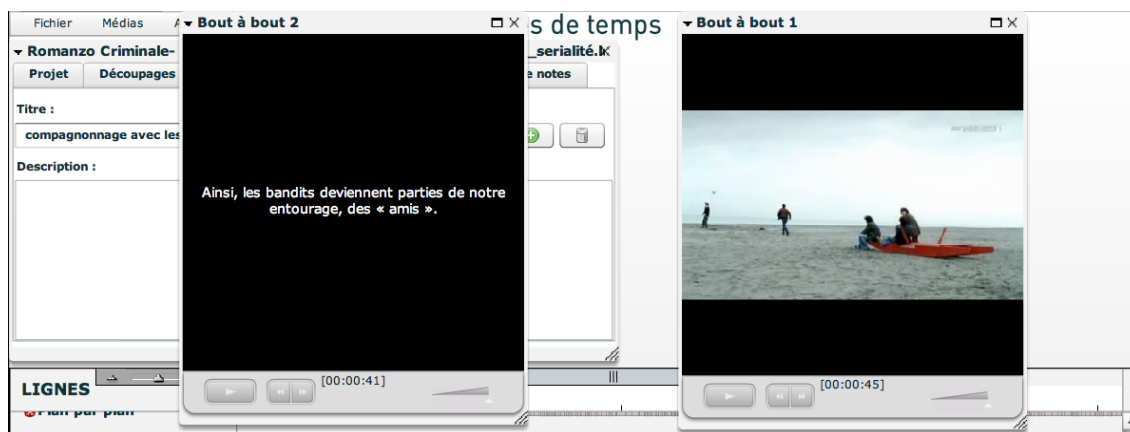 Fichier Médias
s de temps
Bout à bout 2
Bout à bout 1
Romanzo Criminale-
_serialité.l
Projet Découpages
e notes
Titre :
compagnonnage avec les
Description :
Ainsi, les bandits deviennent parties de notre
entourage, des « amis ».
[00:00:41]
[00:00:45]
LIGNES
Plan par plan